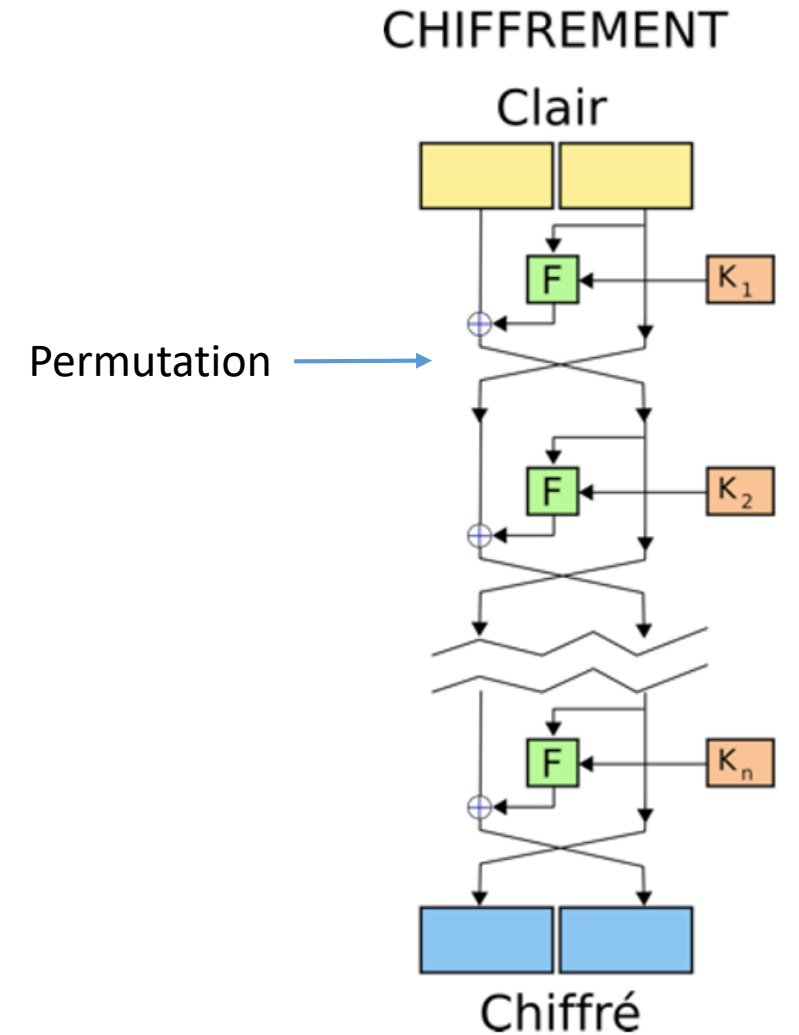 CHIFFREMENT
Clair
F
K1
Permutation
F
K2
F
Kn
Chiffré